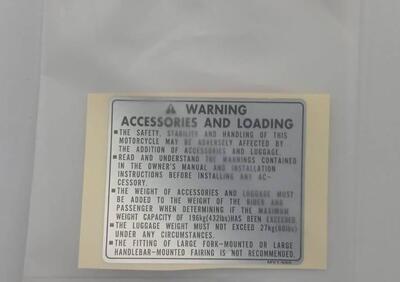 ⚠ WARNING
ACCESSORIES AND LOADING
■THE SAFETY, STABILITY AND HANDLING OF THIS
MOTORCYCLE MAY BE ADVERSELY AFFECTED BY
THE ADDITION OF ACCESSORIES AND LUGGAGE.
■READ AND UNDERSTAND THE WARNINGS CONTAINED
IN THE OWNER'S MANUAL AND INSTALLATION
INSTRUCTIONS BEFORE INSTALLING ANY AC-
CESSORY.
■THE WEIGHT OF ACCESSORIES AND LUGGAGE MUST
BE ADDED TO THE WEIGHT OF THE RIDER AND
PASSENGER WHEN DETERMINING IF THE MAXIMUM
WEIGHT CAPACITY OF 196kg(432lbs)HAS BEEN EXCEEDED.
■THE LUGGAGE WEIGHT MUST NOT EXCEED 27kg(60lbs)
UNDER ANY CIRCUMSTANCES.
■THE FITTING OF LARGE FORK-MOUNTED OR LARGE
HANDLEBAR-MOUNTED FAIRING IS NOT RECOMMENDED.